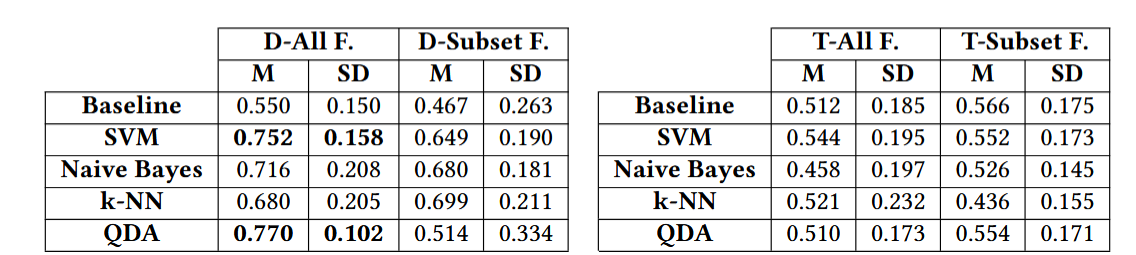 D-All F. D-Subset F.
M SD M SD
Baseline 0.550 0.150 0.467 0.263
SVM 0.752 0.158 0.649 0.190
Naive Bayes 0.716 0.208 0.680 0.181
k-NN 0.680 0.205 0.699 0.211
QDA 0.770 0.102 0.514 0.334
T-All F. T-Subset F.
M SD M SD
Baseline 0.512 0.185 0.566 0.175
SVM 0.544 0.195 0.552 0.173
Naive Bayes 0.458 0.197 0.526 0.145
k-NN 0.521 0.232 0.436 0.155
QDA 0.510 0.173 0.554 0.171